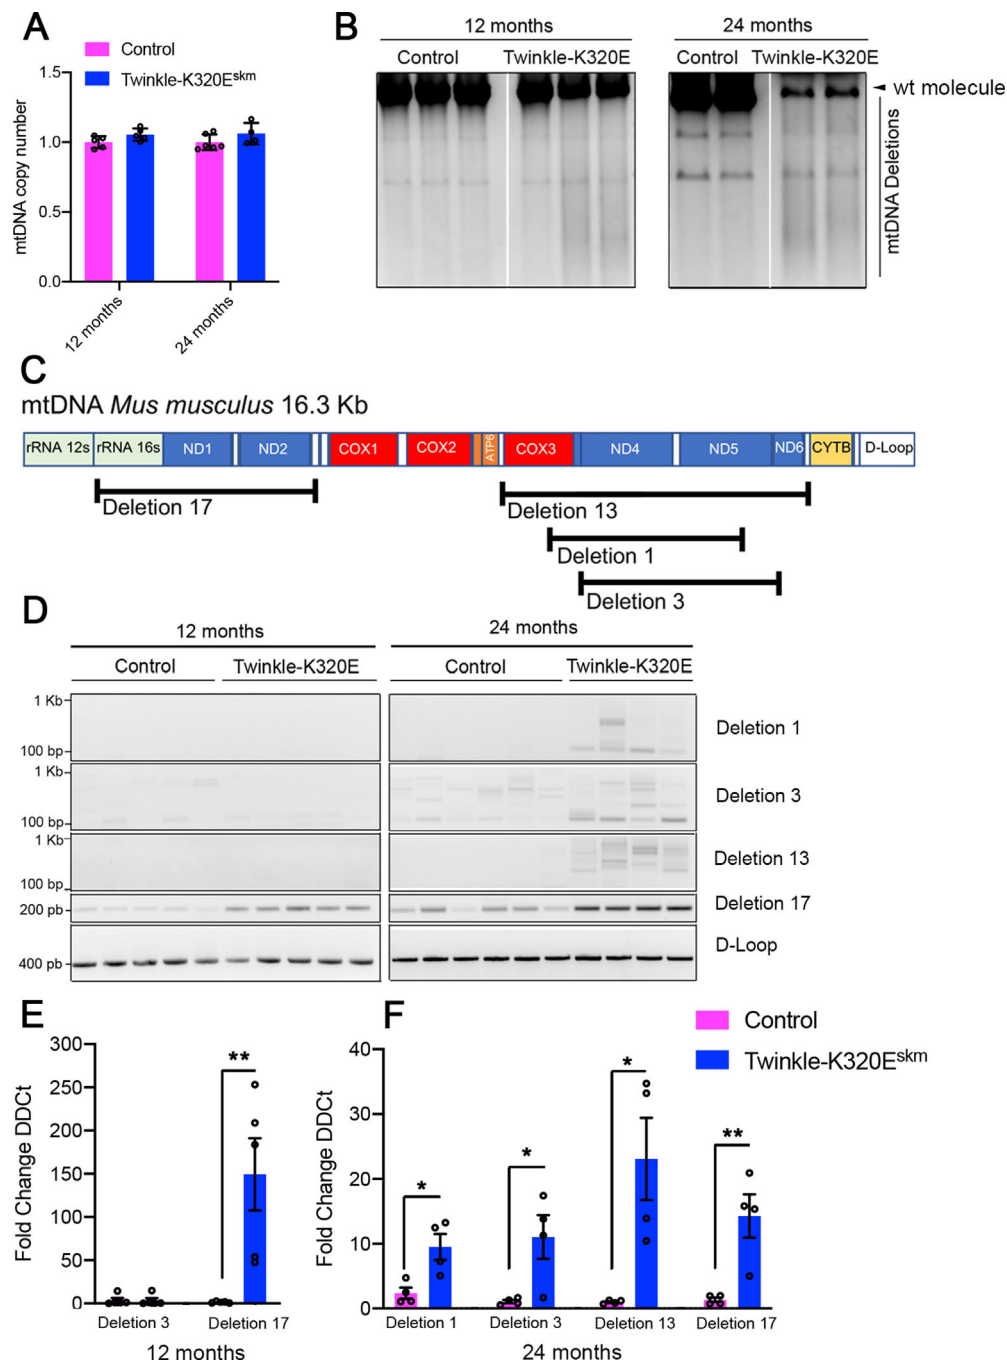 A
Control
Twinkle-K320Eskm
mtDNA copy number
1.5
1.0
0.5
0.0
12 months
24 months
B
12 months
24 months
Control
Twinkle-K320E
Control
Twinkle-K320E
wt molecule
mtDNA Deletions
C
mtDNA Mus musculus 16.3 Kb
rRNA 12s
rRNA 16s
ND1
ND2
COX1
COX2
ATP6
COX3
ND4
ND5
ND6
CYTB
D-Loop
Deletion 17
Deletion 13
Deletion 1
Deletion 3
D
12 months
24 months
Control
Twinkle-K320E
Control
Twinkle-K320E
1 Kb
100 bp
Deletion 1
1 Kb
100 bp
Deletion 3
1 Kb
100 bp
Deletion 13
200 pb
Deletion 17
400 pb
D-Loop
E
Fold Change DDCt
300
250
200
150
100
50
0
**
Deletion 3
Deletion 17
12 months
F
Control
Twinkle-K320Eskm
Fold Change DDCt
40
30
20
10
0
*
*
*
**
Deletion 1
Deletion 3
Deletion 13
Deletion 17
24 months